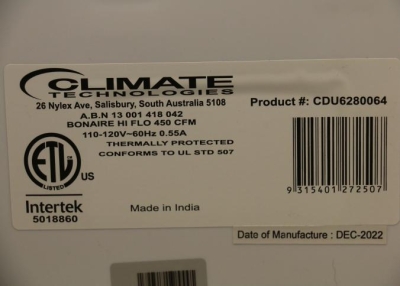 CLIMATE
TECHNOLOGIES
26 Nylex Ave, Salisbury, South Australia 5108
A.B.N 13 001 418 042
BONAIRE HI FLO 450 CFM
110-120V~60Hz 0.55A
THERMALLY PROTECTED
CONFORMS TO UL STD 507
Product #: CDU6280064
ETL
LISTED
US
Intertek
5018860
Made in India
9 315401 272507
Date of Manufacture : DEC-2022